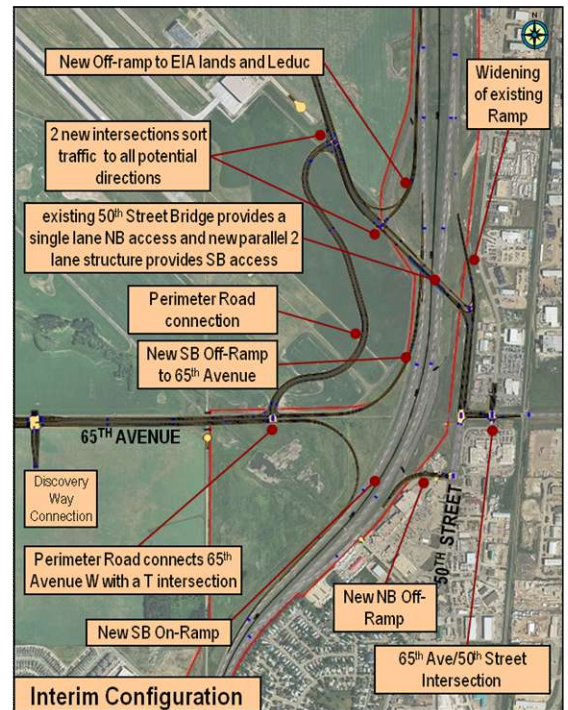 N
New Off-ramp to EIA lands and Leduc
Widening
of existing
Ramp
2 new intersections sort
traffic to all potential
directions
existing 50th Street Bridge provides a
single lane NB access and new parallel 2
lane structure provides SB access
Perimeter Road
connection
New SB Off-Ramp
to 65th Avenue
65TH AVENUE
Discovery
Way
Connection
50TH STREET
Perimeter Road connects 65th
Avenue W with a T intersection
New NB Off-
Ramp
New SB On-Ramp
65th Ave/50th Street
Intersection
Interim Configuration